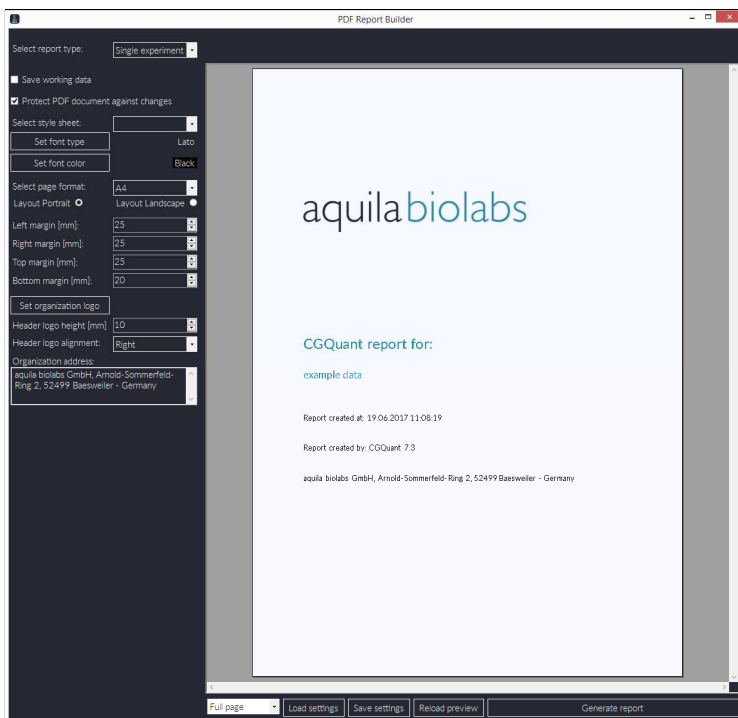 PDF Report Builder
Select report type:
Single experiment
Save working data
Protect PDF document against changes
Select style sheet:
Set font type
Lato
Set font color
Black
Select page format:
A4
Layout Portrait
Layout Landscape
Left margin [mm]:
25
Right margin [mm]:
25
Top margin [mm]:
25
Bottom margin [mm]:
20
Set organization logo
Header logo height [mm]
10
Header logo alignment:
Right
Organization address:
aquila biolabs GmbH, Arnold-Sommerfeld-
Ring 2, 52499 Baesweiler - Germany
aquila biolabs
CGQuant report for:
example data
Report created at: 19.06.2017 11:08:19
Report created by: CGQuant 7.3
aquila biolabs GmbH, Arnold-Sommerfeld-Ring 2, 52499 Baesweiler - Germany
Full page
Load settings
Save settings
Reload preview
Generate report